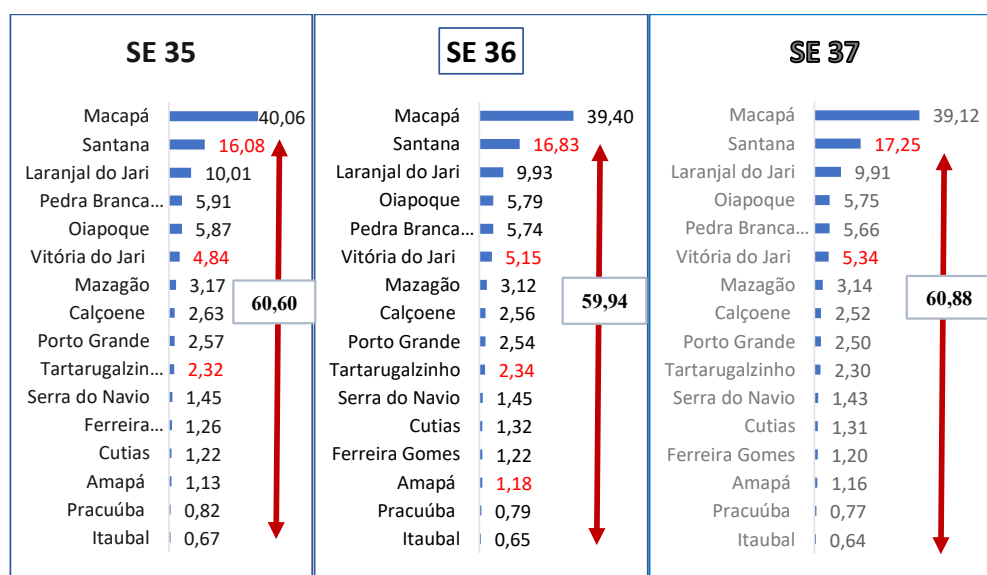 SE 35
Macapá 40,06
Santana 16,08
Laranjal do Jari 10,01
Pedra Branca... 5,91
Oiapoque 5,87
Vitória do Jari 4,84
Mazagão 3,17
Calçoene 2,63
Porto Grande 2,57
Tartarugalzin... 2,32
Serra do Navio 1,45
Ferreira... 1,26
Cutias 1,22
Amapá 1,13
Pracuúba 0,82
Itaubal 0,67
60,60
SE 36
Macapá 39,40
Santana 16,83
Laranjal do Jari 9,93
Oiapoque 5,79
Pedra Branca... 5,74
Vitória do Jari 5,15
Mazagão 3,12
Calçoene 2,56
Porto Grande 2,54
Tartarugalzinho 2,34
Serra do Navio 1,45
Cutias 1,32
Ferreira Gomes 1,22
Amapá 1,18
Pracuúba 0,79
Itaubal 0,65
59,94
SE 37
Macapá 39,12
Santana 17,25
Laranjal do Jari 9,91
Oiapoque 5,75
Pedra Branca... 5,66
Vitória do Jari 5,34
Mazagão 3,14
Calçoene 2,52
Porto Grande 2,50
Tartarugalzinho 2,30
Serra do Navio 1,43
Cutias 1,31
Ferreira Gomes 1,20
Amapá 1,16
Pracuúba 0,77
Itaubal 0,64
60,88